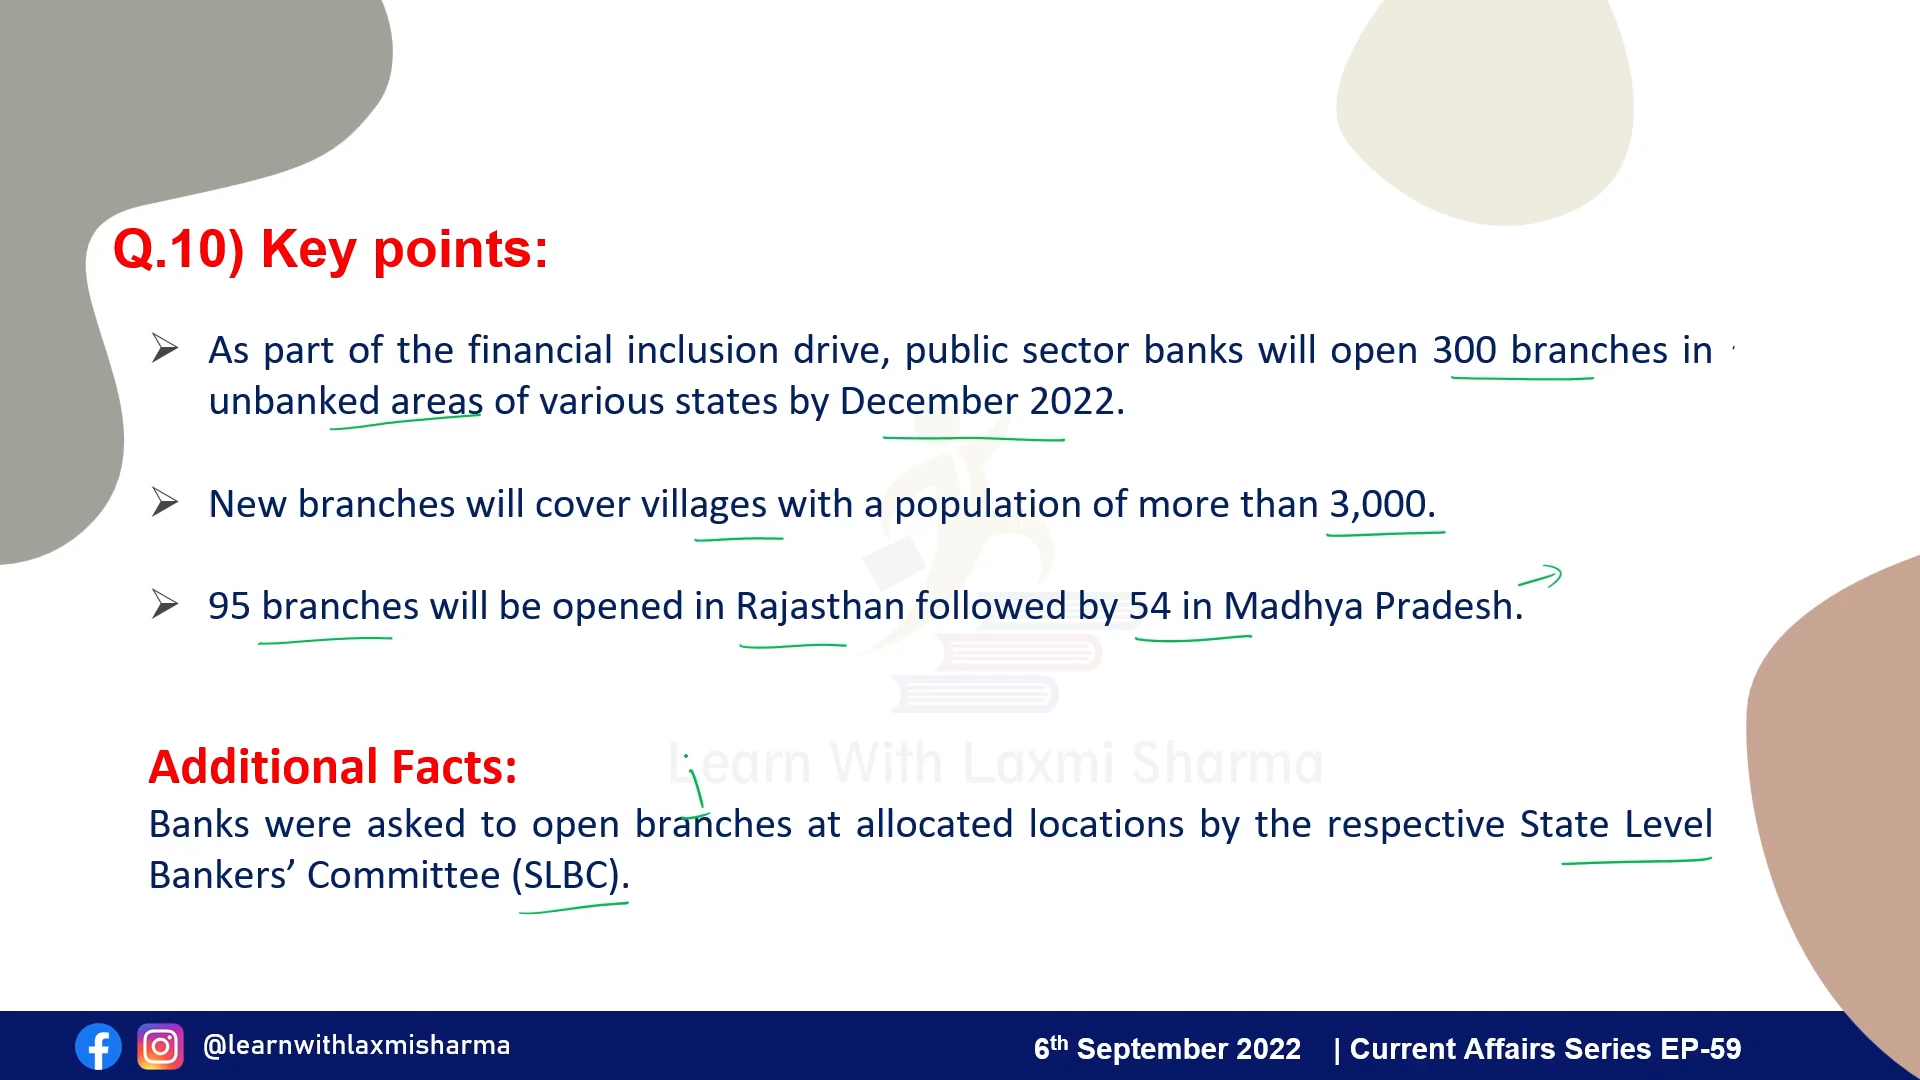 Q.10) Key points:
➢ As part of the financial inclusion drive, public sector banks will open 300 branches in
unbanked areas of various states by December 2022.
➢ New branches will cover villages with a population of more than 3,000.
➢ 95 branches will be opened in Rajasthan followed by 54 in Madhya Pradesh.
Learn With Laxmi Sharma
Additional Facts:
Banks were asked to open branches at allocated locations by the respective State Level
Bankers’ Committee (SLBC).
@learnwithlaxmisharma
6th September 2022 | Current Affairs Series EP-59